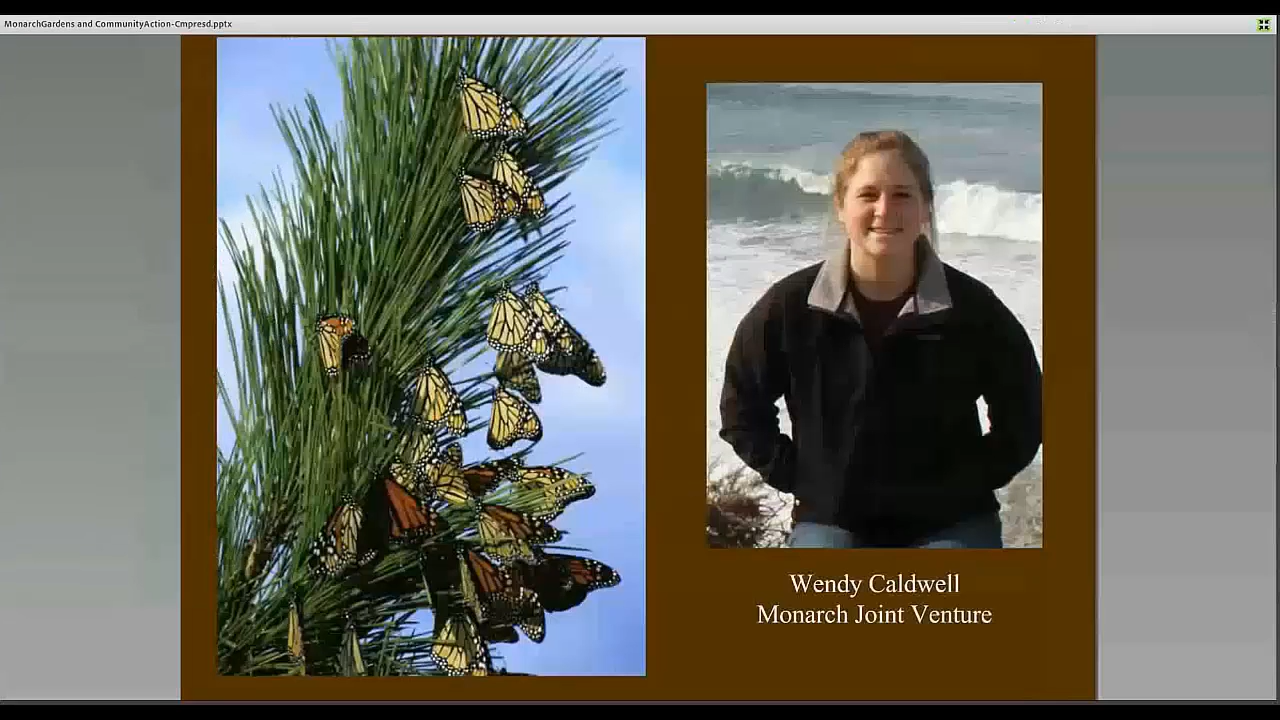 MonarchGardens and CommunityAction-Cmpresd.pptx
Wendy Caldwell
Monarch Joint Venture